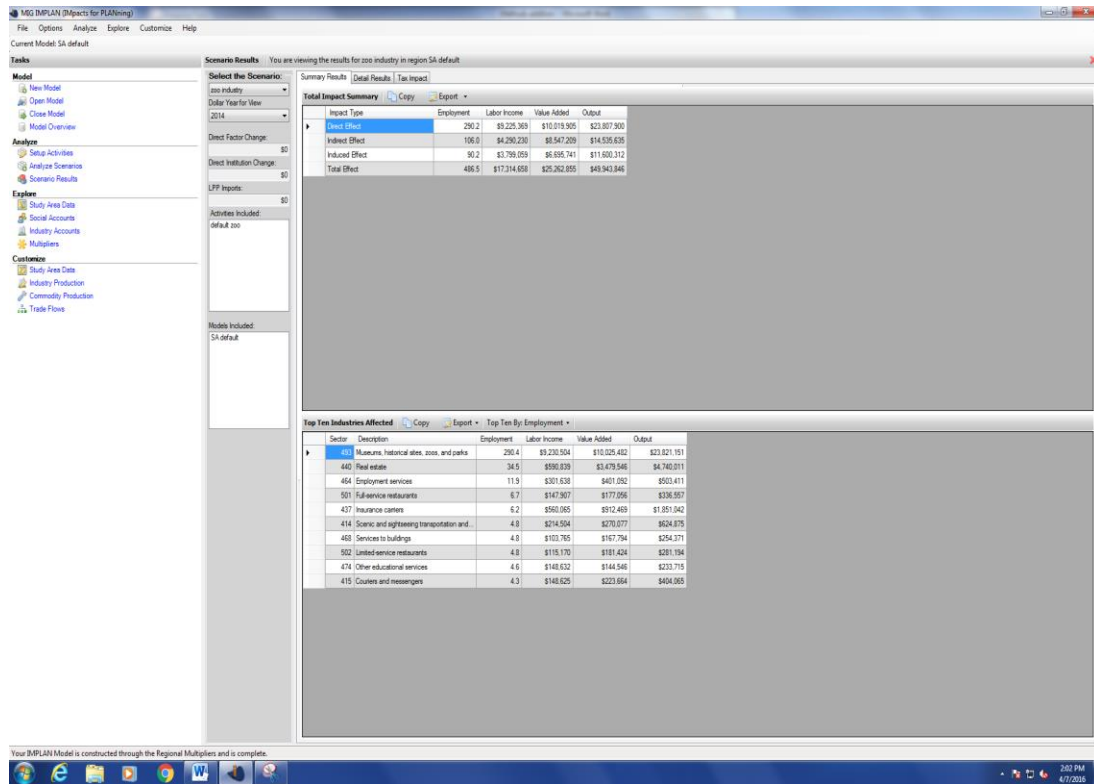 MIG IMPLAN (IMpacts for PLANning)
File Options Analyze Explore Customize Help
Current Model: SA default
Tasks
Model
New Model
Open Model
Close Model
Model Overview
Analyze
Setup Activities
Analyze Scenarios
Scenario Results
Explore
Study Area Data
Social Accounts
Industry Accounts
Multipliers
Customize
Study Area Data
Industry Production
Commodity Production
Trade Flows
Scenario Results You are viewing the results for zoo industry in region SA default
Select the Scenario:
zoo industry
Dollar Year for View
2014
Direct Factor Change:
$0
Direct Institution Change:
$0
LPP Imports:
$0
Activities Included:
default zoo
Models Included:
SA default
Summary Results Detail Results Tax Impact
Total Impact Summary Copy Export
Impact Type Employment Labor Income Value Added Output
Direct Effect 290.2 $9,225,369 $10,019,905 $23,807,900
Indirect Effect 106.0 $4,290,230 $8,547,209 $14,535,635
Induced Effect 90.2 $3,799,059 $6,695,741 $11,600,312
Total Effect 486.5 $17,314,658 $25,262,855 $49,943,846
Top Ten Industries Affected Copy Export Top Ten By: Employment
Sector Description Employment Labor Income Value Added Output
493 Museums, historical sites, zoos, and parks 290.4 $9,230,504 $10,025,482 $23,821,151
440 Real estate 34.5 $590,839 $3,479,546 $4,740,011
464 Employment services 11.9 $301,638 $401,092 $503,411
501 Full-service restaurants 6.7 $147,907 $177,056 $336,557
437 Insurance carriers 6.2 $560,065 $912,469 $1,851,042
414 Scenic and sightseeing transportation and... 4.8 $214,504 $270,077 $624,875
468 Services to buildings 4.8 $103,765 $167,794 $254,371
502 Limited-service restaurants 4.8 $115,170 $181,424 $281,194
474 Other educational services 4.6 $148,632 $144,546 $233,715
415 Couriers and messengers 4.3 $148,625 $223,664 $404,065
Your IMPLAN Model is constructed through the Regional Multipliers and is complete.
2:02 PM
4/7/2016